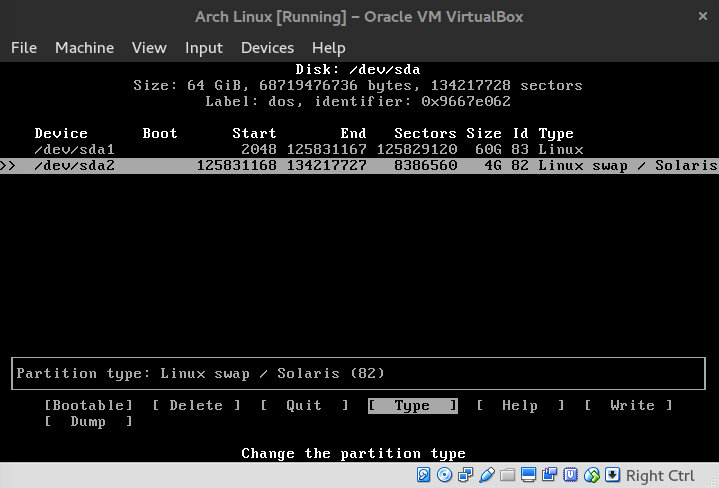 Arch Linux [Running] – Oracle VM VirtualBox ×
File Machine View Input Devices Help
Disk: /dev/sda
Size: 64 GiB, 68719476736 bytes, 134217728 sectors
Label: dos, identifier: 0x9667e062
Device Boot Start End Sectors Size Id Type
/dev/sda1 2048 125831167 125829120 60G 83 Linux
>> /dev/sda2 125831168 134217727 8386560 4G 82 Linux swap / Solaris
Partition type: Linux swap / Solaris (82)
[Bootable] [ Delete ] [ Quit ] [ Type ] [ Help ] [ Write ]
[ Dump ]
Change the partition type
Right Ctrl